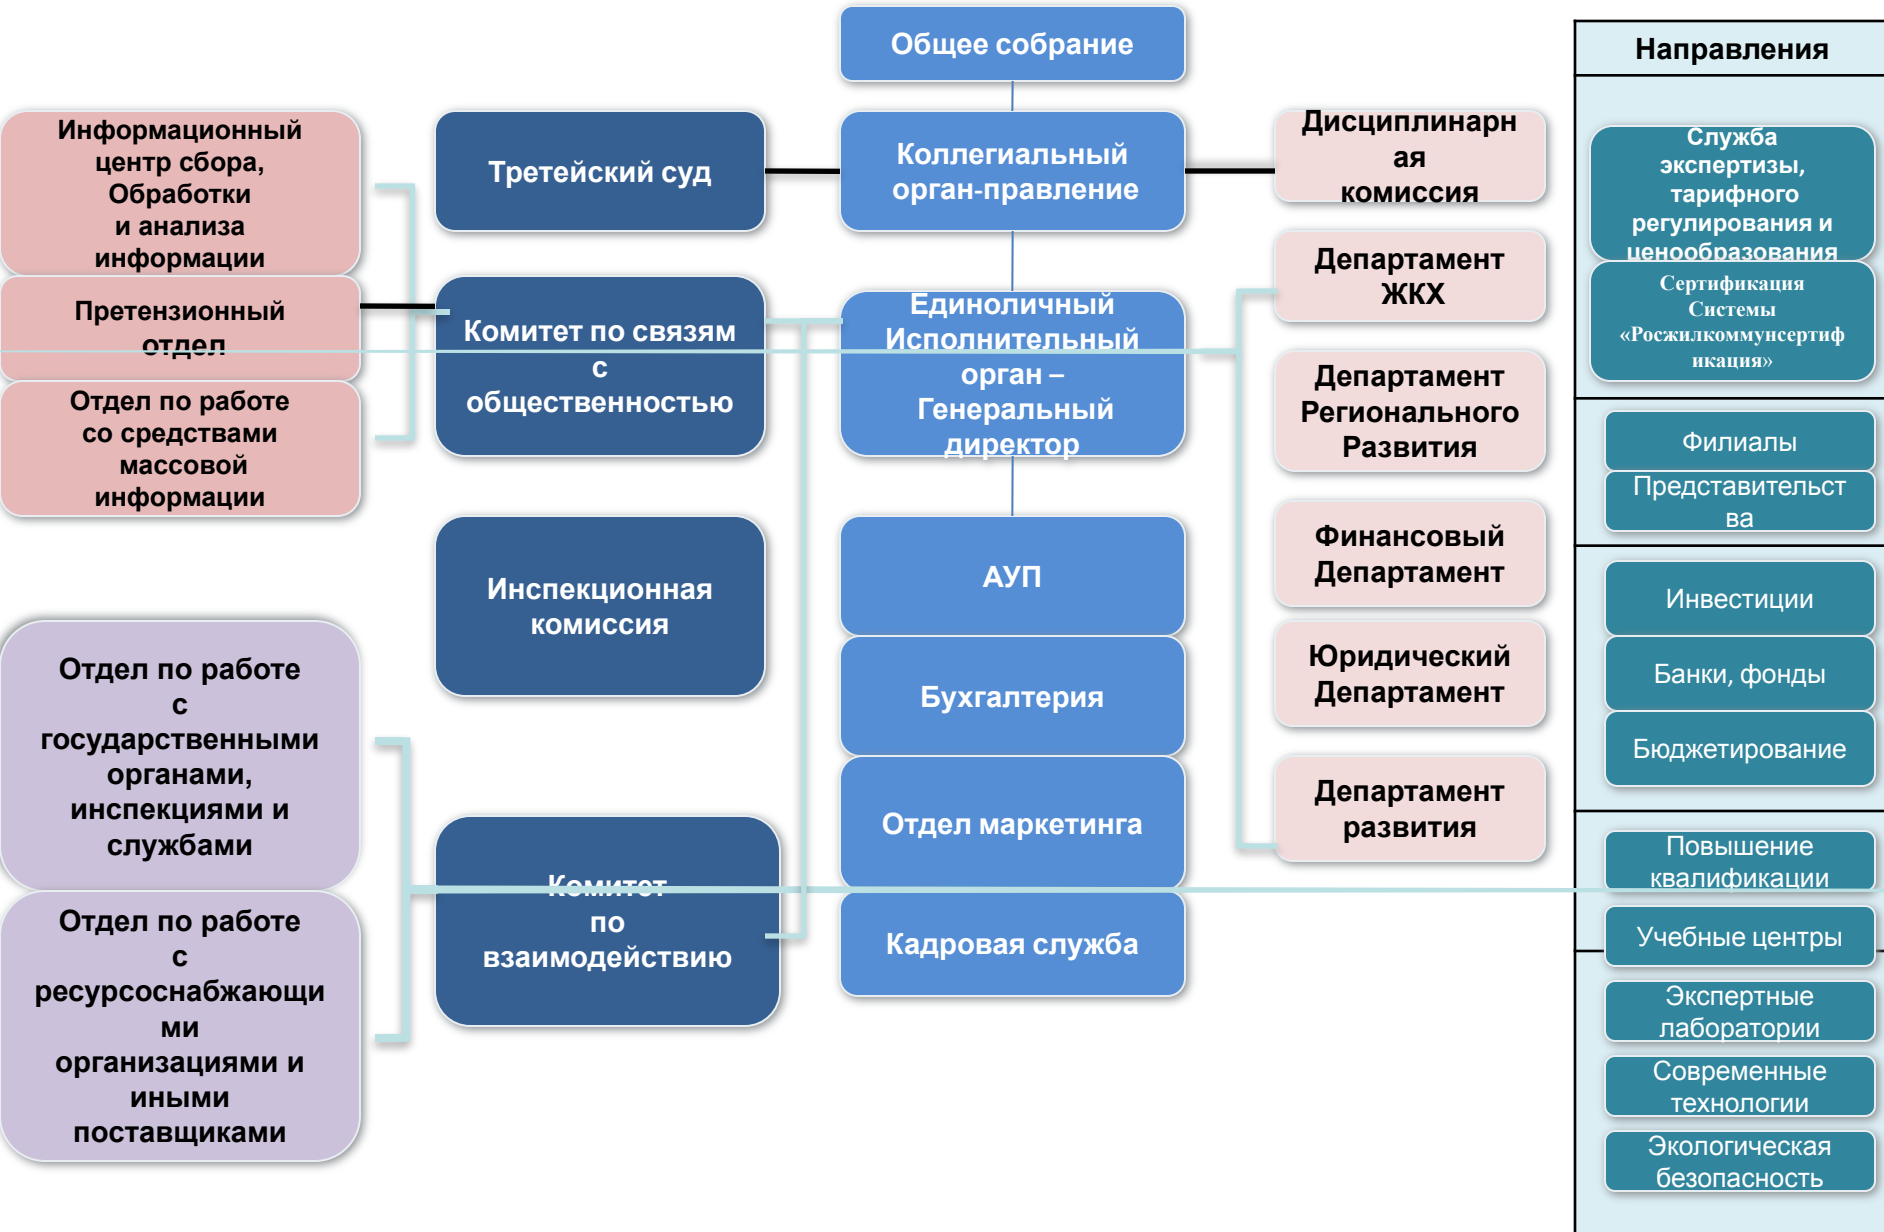 Общее собрание
Направления
Информационный
центр сбора,
Обработки
и анализа
информации
Претензионный
отдел
Отдел по работе
со средствами
массовой
информации
Отдел по работе
с
государственными
органами,
инспекциями и
службами
Отдел по работе
с
ресурсоснабжающи
ми
организациями и
иными
поставщиками
Третейский суд
Комитет по связям
с
общественностью
Инспекционная
комиссия
Комитет
по
взаимодействию
Коллегиальный
орган-правление
Единоличный
Исполнительный
орган –
Генеральный
директор
АУП
Бухгалтерия
Отдел маркетинга
Кадровая служба
Дисциплинарн
ая
комиссия
Департамент
ЖКХ
Департамент
Регионального
Развития
Финансовый
Департамент
Юридический
Департамент
Департамент
развития
Служба
экспертизы,
тарифного
регулирования и
ценообразования
Сертификация
Системы
«Росжилкоммунсертиф
икация»
Филиалы
Представительст
ва
Инвестиции
Банки, фонды
Бюджетирование
Повышение
квалификации
Учебные центры
Экспертные
лаборатории
Современные
технологии
Экологическая
безопасность